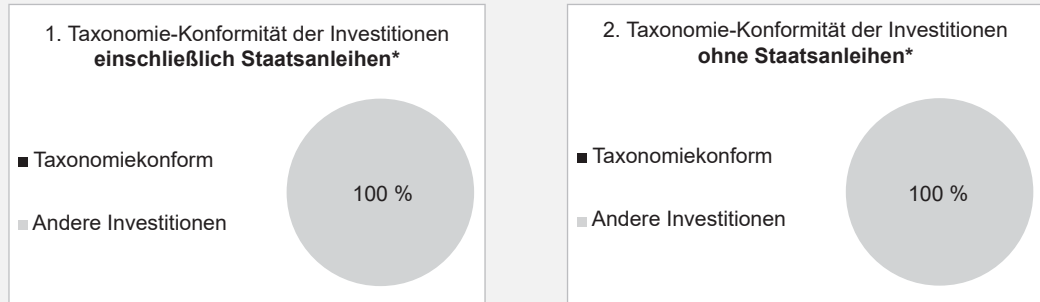 1. Taxonomie-Konformität der Investitionen
einschließlich Staatsanleihen*
Taxonomiekonform
Andere Investitionen
100 %
2. Taxonomie-Konformität der Investitionen
ohne Staatsanleihen*
Taxonomiekonform
Andere Investitionen
100 %